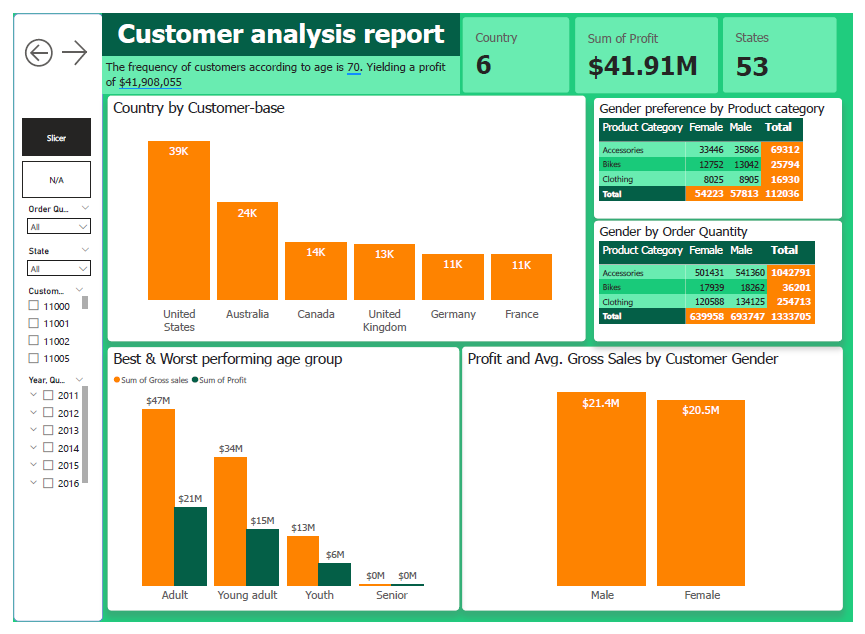 Customer analysis report
The frequency of customers according to age is 70. Yielding a profit
of $41,908,055
Country
6
Sum of Profit
$41.91M
States
53
Slicer
N/A
Order Qu...
All
State
All
Custom...
11000
11001
11002
11005
Year, Qu...
2011
2012
2013
2014
2015
2016
Country by Customer-base
39K
24K
14K
13K
11K
11K
United States
Australia
Canada
United Kingdom
Germany
France
Gender preference by Product category
Product Category Female Male Total
Accessories 33446 35866 69312
Bikes 12752 13042 25794
Clothing 8025 8905 16930
Total 54223 57813 112036
Gender by Order Quantity
Product Category Female Male Total
Accessories 501431 541360 1042791
Bikes 17939 18262 36201
Clothing 120588 134125 254713
Total 639958 693747 1333705
Best & Worst performing age group
Sum of Gross sales Sum of Profit
$47M
$21M
$34M
$15M
$13M
$6M
$0M $0M
Adult Young adult Youth Senior
Profit and Avg. Gross Sales by Customer Gender
$21.4M
$20.5M
Male Female